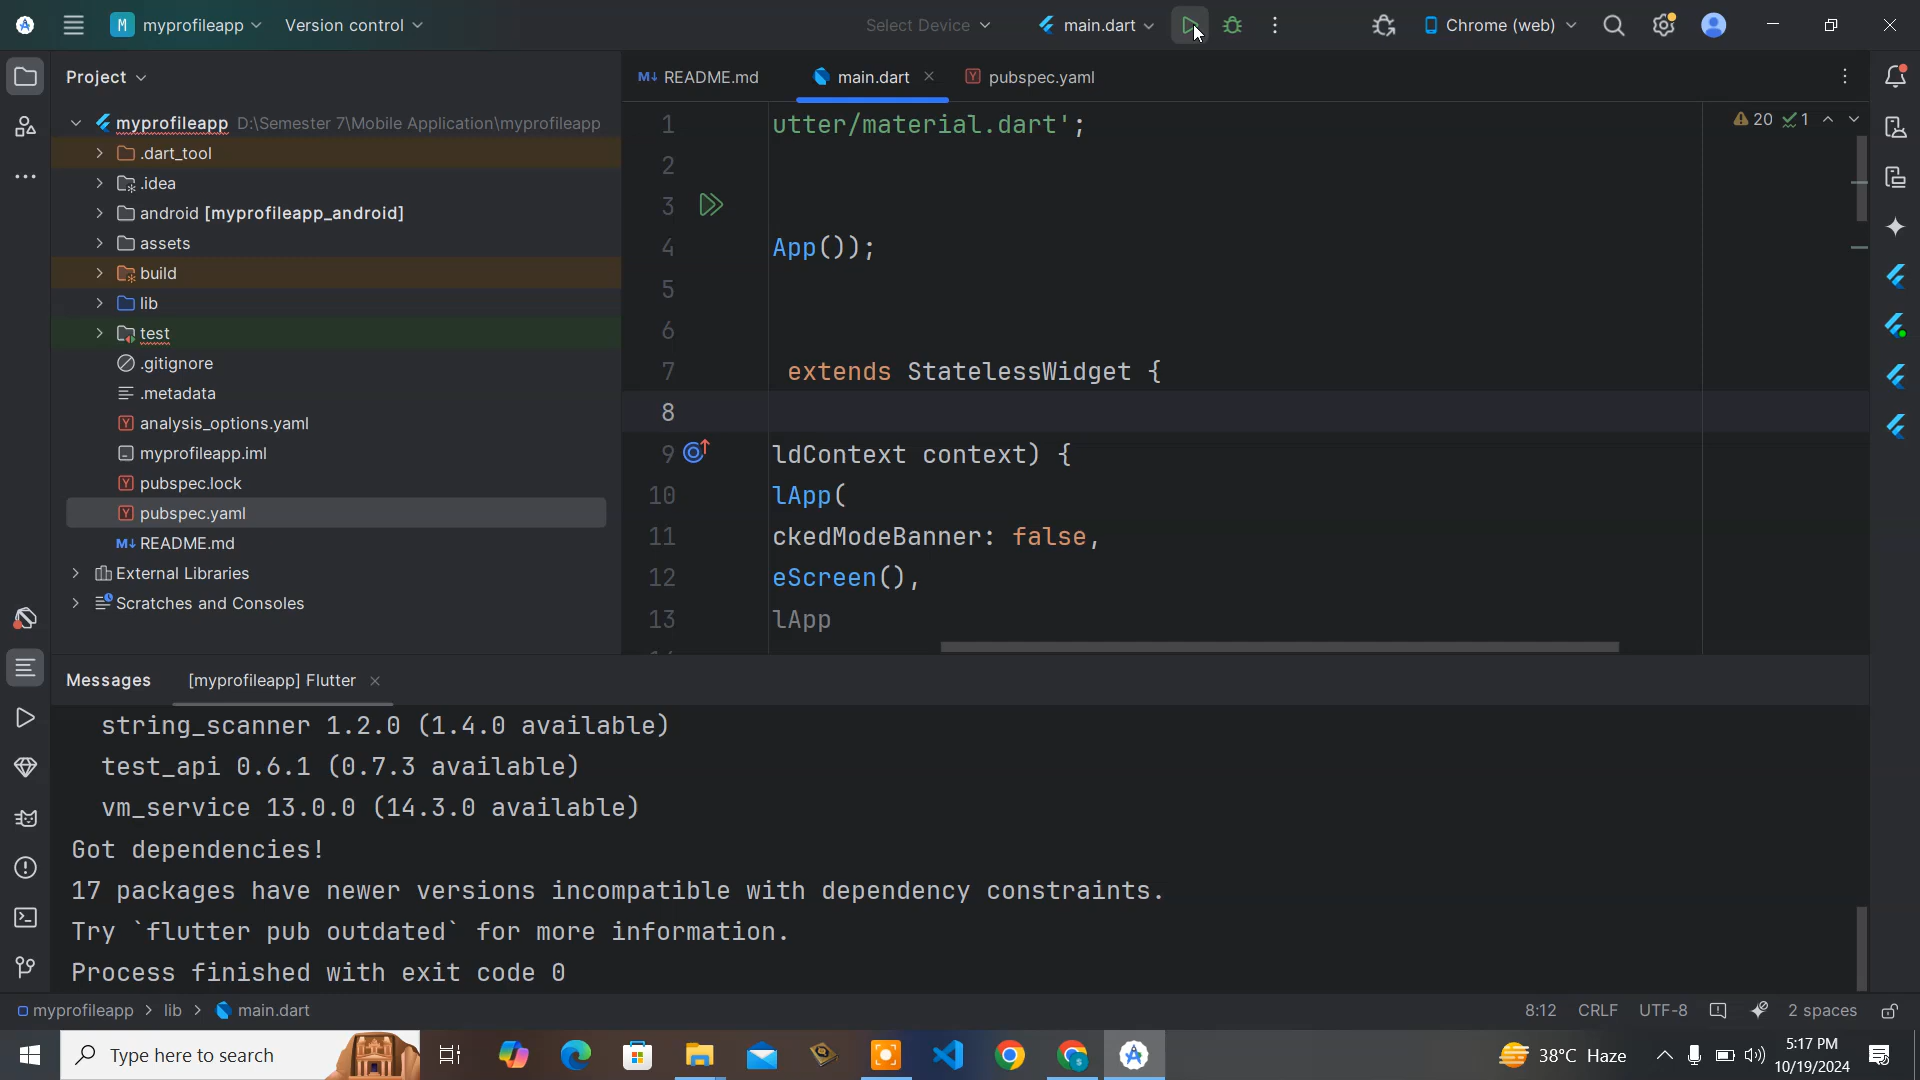 M myprofileapp Version control Select Device main.dart Chrome (web)
Project
README.md main.dart pubspec.yaml
myprofileapp D:\Semester 7\Mobile Application\myprofileapp
.dart_tool
.idea
android [myprofileapp_android]
assets
build
lib
test
.gitignore
.metadata
analysis_options.yaml
myprofileapp.iml
pubspec.lock
pubspec.yaml
README.md
External Libraries
Scratches and Consoles
20 1
1 utter/material.dart';
2
3
4 App());
5
6
7 extends StatelessWidget {
8
9 ldContext context) {
10 lApp(
11 ckedModeBanner: false,
12 eScreen(),
13 lApp
Messages [myprofileapp] Flutter
string_scanner 1.2.0 (1.4.0 available)
test_api 0.6.1 (0.7.3 available)
vm_service 13.0.0 (14.3.0 available)
Got dependencies!
17 packages have newer versions incompatible with dependency constraints.
Try `flutter pub outdated` for more information.
Process finished with exit code 0
myprofileapp > lib > main.dart 8:12 CRLF UTF-8 2 spaces
Type here to search 38°C Haze 5:17 PM
10/19/2024